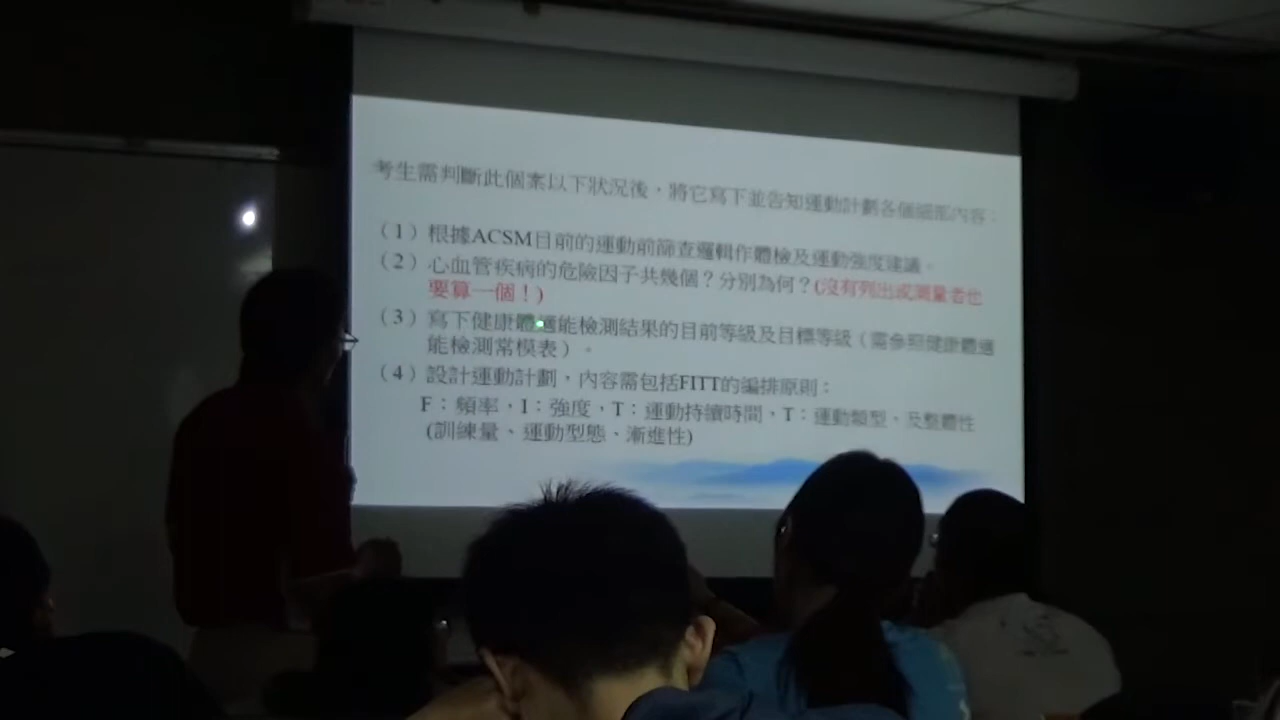 考生需判斷此個案以下狀況後，將它寫下並告知運動計劃各個細部內容：
（1）根據ACSM目前的運動前篩查邏輯作體檢及運動強度建議。
（2）心血管疾病的危險因子共幾個？分別為何？(沒有列出或測量者也
要算一個！)
（3）寫下健康體適能檢測結果的目前等級及目標等級（需參照健康體適
能檢測常模表）。
（4）設計運動計劃，內容需包括FITT的編排原則：
F：頻率，I：強度，T：運動持續時間，T：運動類型、及整體性
(訓練量、運動型態、漸進性)